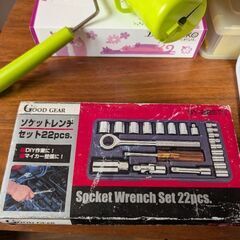 GOOD GEAR
ソケットレンチ
セット22pcs.
■DIY作業に!
■マイカー整備に!
Socket Wrench Set 22pcs.